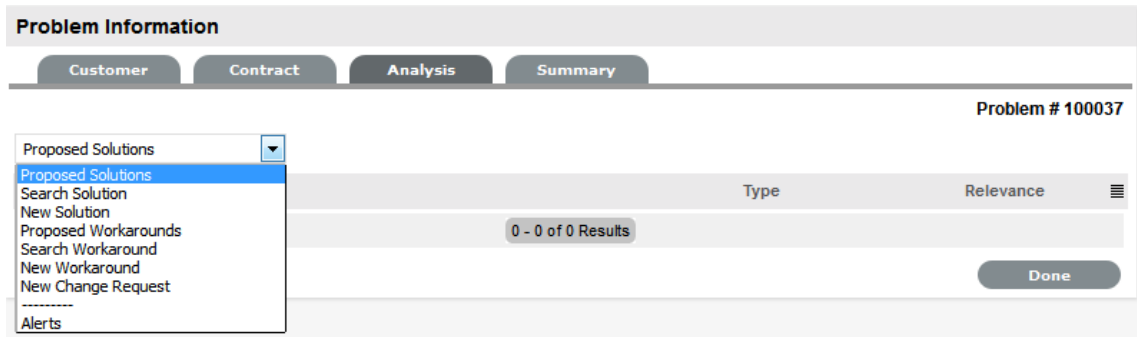 Problem Information
Customer Contract Analysis Summary
Problem # 100037
Proposed Solutions
Proposed Solutions
Search Solution
Type Relevance
New Solution
Proposed Workarounds
0 - 0 of 0 Results
Search Workaround
New Workaround
Done
New Change Request
---------
Alerts